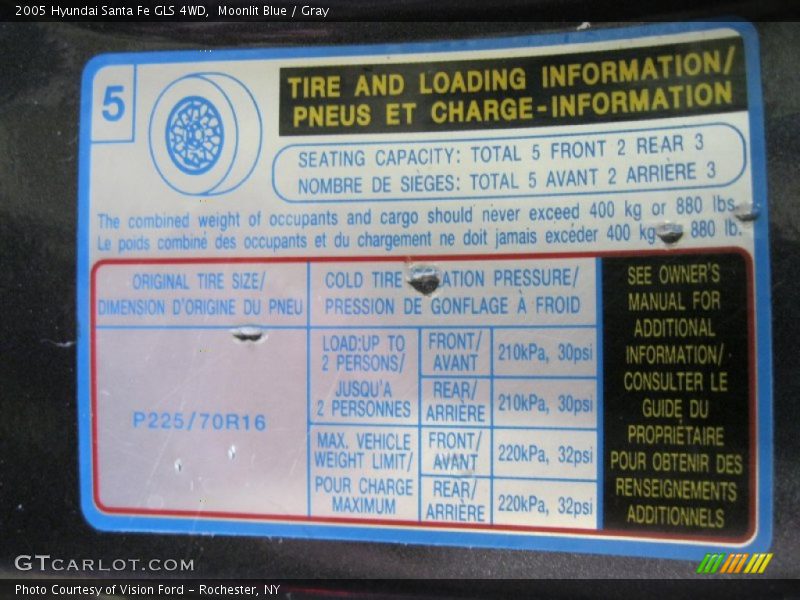 2005 Hyundai Santa Fe GLS 4WD, Moonlit Blue / Gray
5
TIRE AND LOADING INFORMATION/
PNEUS ET CHARGE-INFORMATION
SEATING CAPACITY: TOTAL 5 FRONT 2 REAR 3
NOMBRE DE SIÈGES: TOTAL 5 AVANT 2 ARRIÈRE 3
The combined weight of occupants and cargo should never exceed 400 kg or 880 lbs.
Le poids combiné des occupants et du chargement ne doit jamais excéder 400 kg 880 lb.
ORIGINAL TIRE SIZE/
DIMENSION D'ORIGINE DU PNEU
P225/70R16
COLD TIRE ATION PRESSURE/
PRESSION DE GONFLAGE À FROID
LOAD:UP TO
2 PERSONS/
JUSQU'A
2 PERSONNES
FRONT/
AVANT
210kPa, 30psi
REAR/
ARRIÈRE
210kPa, 30psi
MAX. VEHICLE
WEIGHT LIMIT/
POUR CHARGE
MAXIMUM
FRONT/
AVANT
220kPa, 32psi
REAR/
ARRIÈRE
220kPa, 32psi
SEE OWNER'S
MANUAL FOR
ADDITIONAL
INFORMATION/
CONSULTER LE
GUIDE DU
PROPRIÉTAIRE
POUR OBTENIR DES
RENSEIGNEMENTS
ADDITIONNELS
GTCARLOT.COM
Photo Courtesy of Vision Ford - Rochester, NY